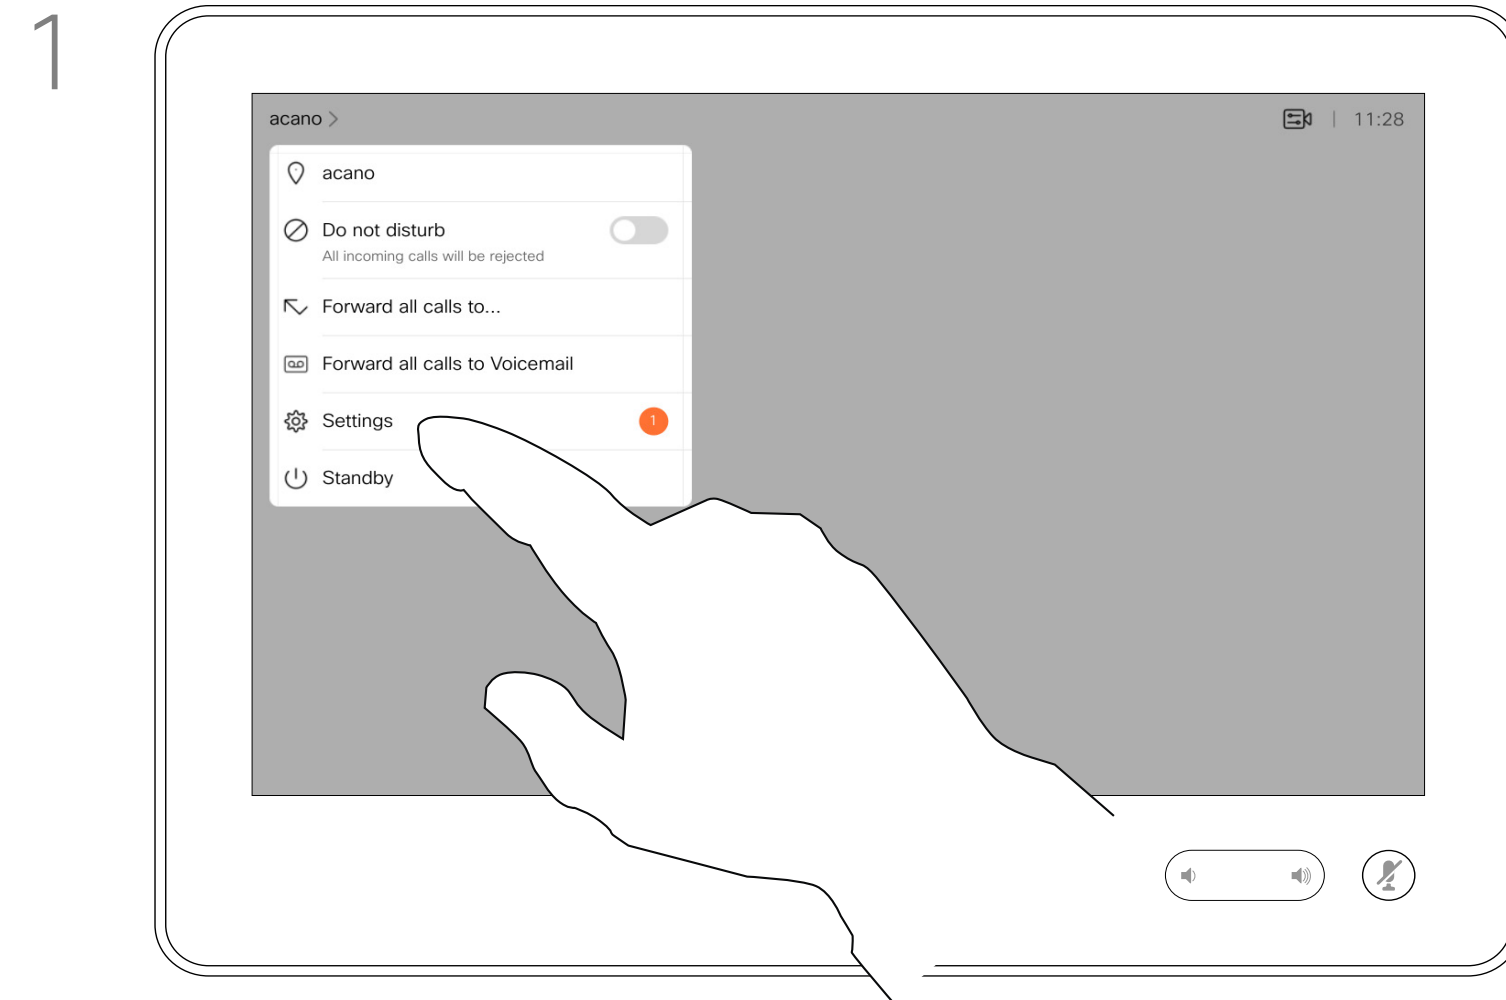 1
acano >
11:28
acano
Do not disturb
All incoming calls will be rejected
Forward all calls to...
Forward all calls to Voicemail
Settings
1
Standby